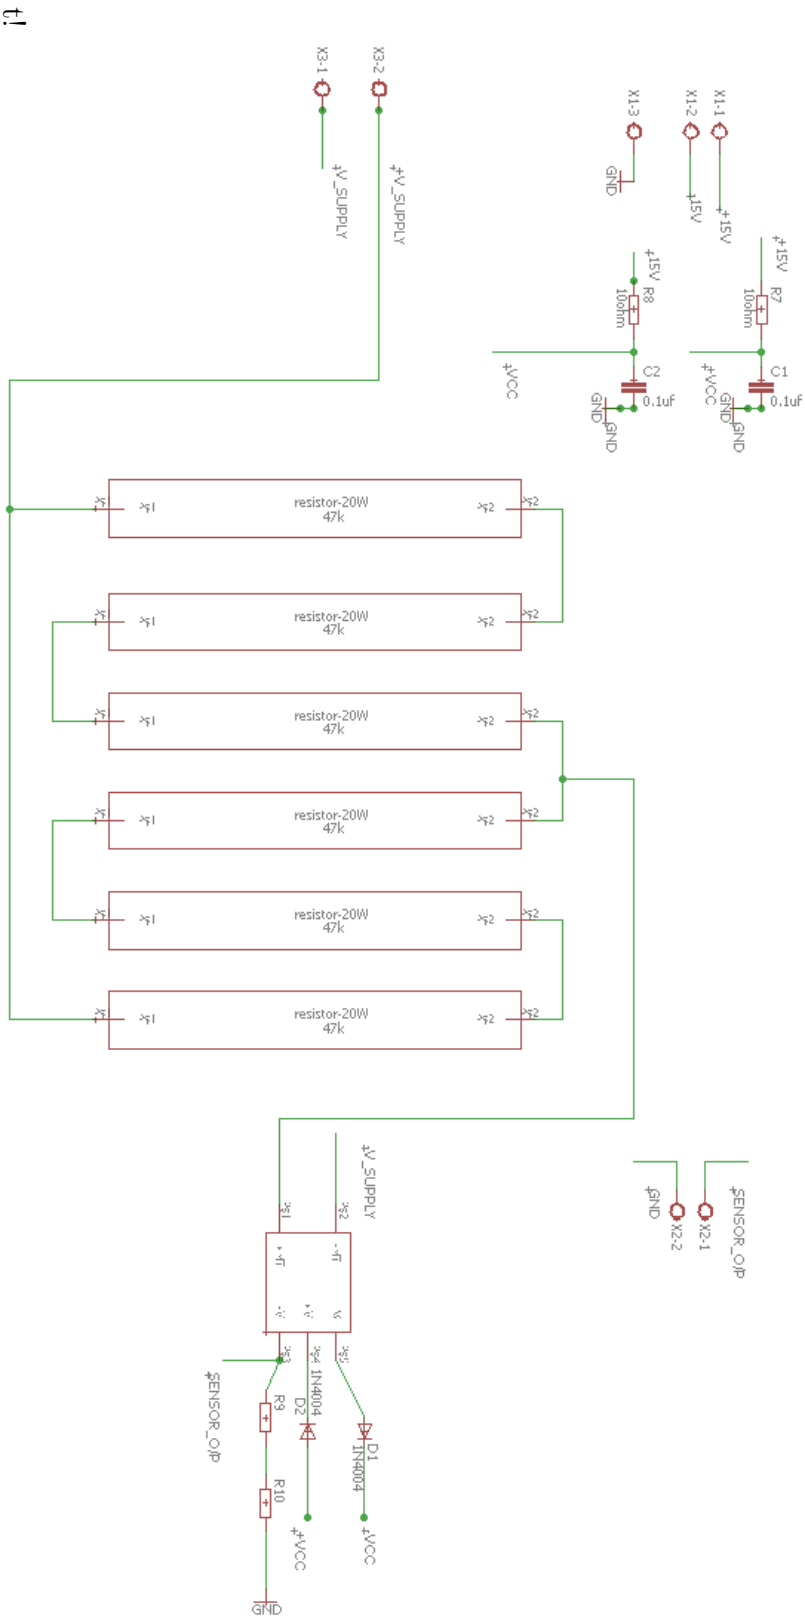 t!
X3-1
X3-2
X1-3
X1-2
X1-1
+V_SUPPLY
+V_SUPPLY
GND
15V
+15V
+15V
+15V
R8
10ohm
R7
10ohm
+VCC
C2
0.1uf
GND
GND
+VCC
C1
0.1uf
GND
GND
resistor-20W
47k
resistor-20W
47k
resistor-20W
47k
resistor-20W
47k
resistor-20W
47k
resistor-20W
47k
+V_SUPPLY
GND
X2-2
X2-1
SENSOR_O/P
SENSOR_O/P
R9
R10
GND
1N4004
D2
+VCC
D1
1N4004
+VCC